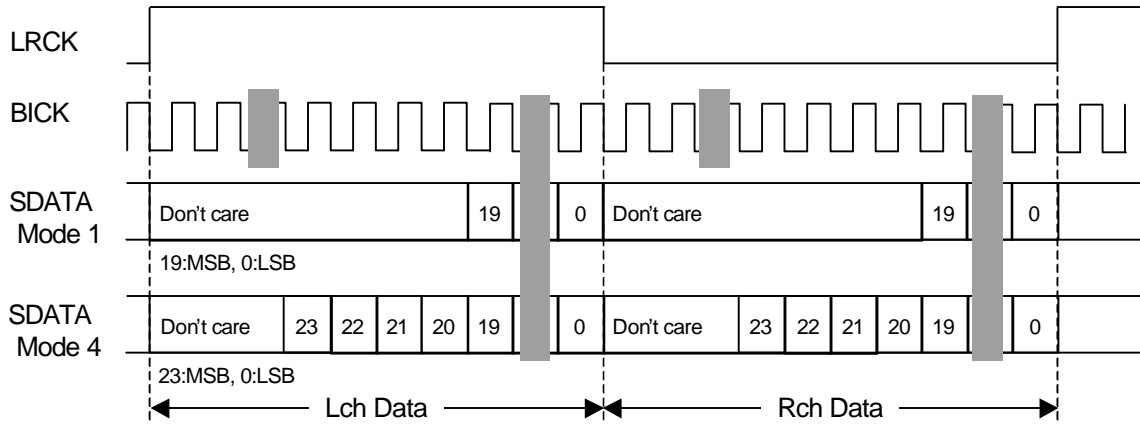 LRCK
BICK
SDATA
Mode 1
Don't care 19 0 Don't care 19 0
19:MSB, 0:LSB
SDATA
Mode 4
Don't care 23 22 21 20 19 0 Don't care 23 22 21 20 19 0
23:MSB, 0:LSB
Lch Data Rch Data